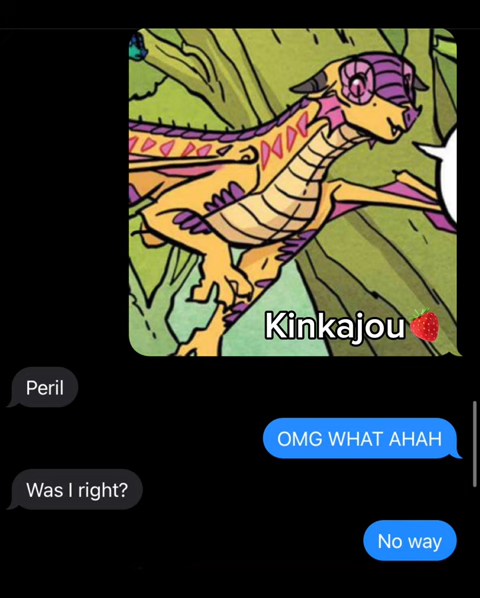 Kinkajou🍓
Peril
OMG WHAT AHAH
Was I right?
No way